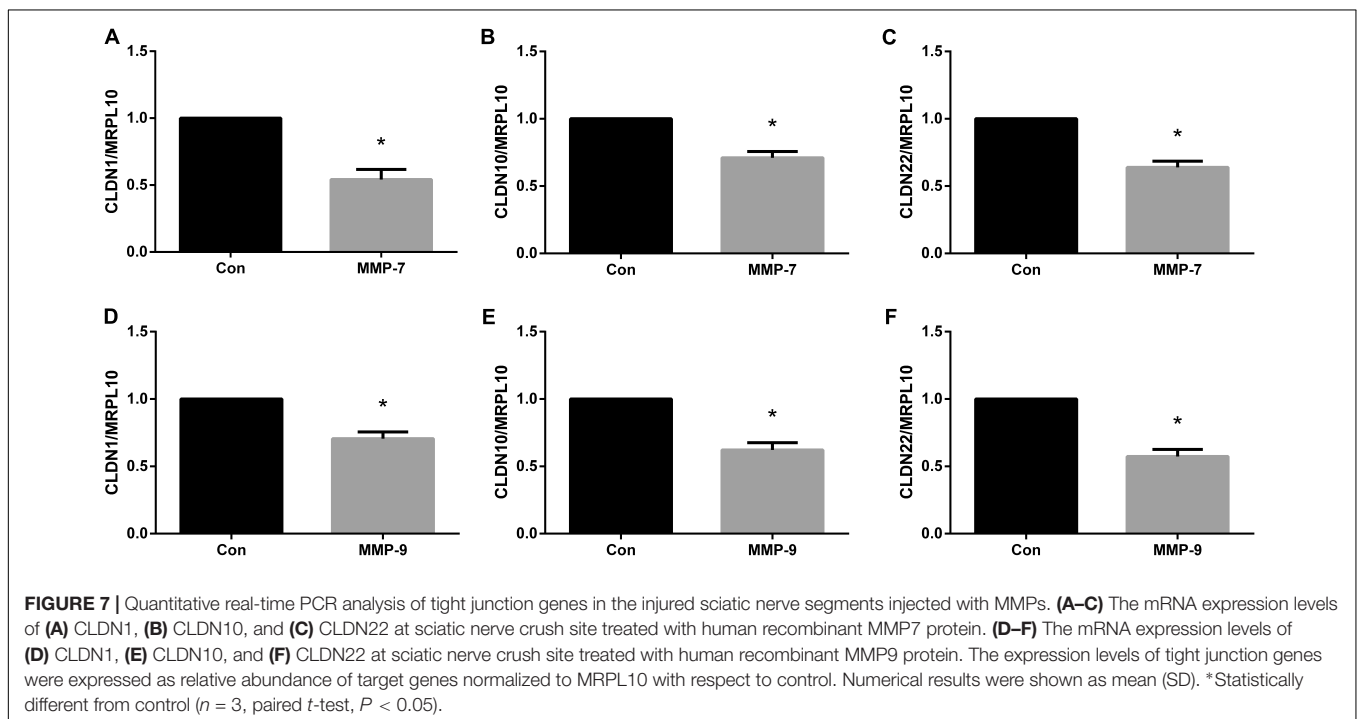 A
1.5
1.0
0.5
0.0
CLDN1/MRPL10
*
Con
MMP-7
B
1.5
1.0
0.5
0.0
CLDN10/MRPL10
*
Con
MMP-7
C
1.5
1.0
0.5
0.0
CLDN22/MRPL10
*
Con
MMP-7
D
1.5
1.0
0.5
0.0
CLDN1/MRPL10
*
Con
MMP-9
E
1.5
1.0
0.5
0.0
CLDN10/MRPL10
*
Con
MMP-9
F
1.5
1.0
0.5
0.0
CLDN22/MRPL10
*
Con
MMP-9
FIGURE 7 | Quantitative real-time PCR analysis of tight junction genes in the injured sciatic nerve segments injected with MMPs. (A–C) The mRNA expression levels
of (A) CLDN1, (B) CLDN10, and (C) CLDN22 at sciatic nerve crush site treated with human recombinant MMP7 protein. (D–F) The mRNA expression levels of
(D) CLDN1, (E) CLDN10, and (F) CLDN22 at sciatic nerve crush site treated with human recombinant MMP9 protein. The expression levels of tight junction genes
were expressed as relative abundance of target genes normalized to MRPL10 with respect to control. Numerical results were shown as mean (SD). *Statistically
different from control (n = 3, paired t-test, P < 0.05).